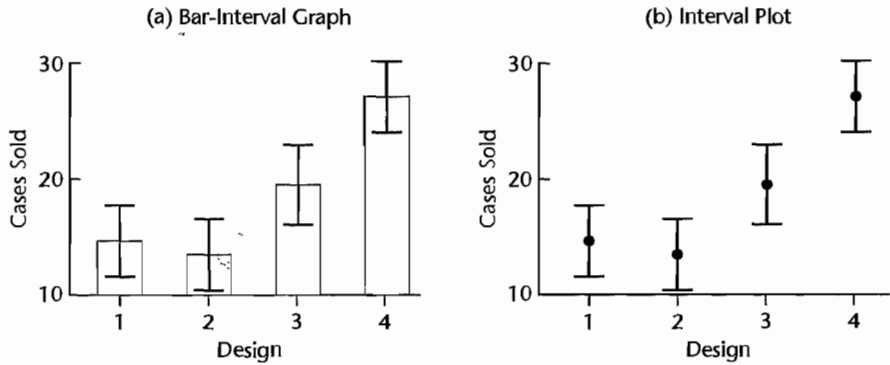 (a) Bar-Interval Graph
30
20
10
Cases Sold
1 2 3 4
Design
(b) Interval Plot
30
20
10
Cases Sold
1 2 3 4
Design